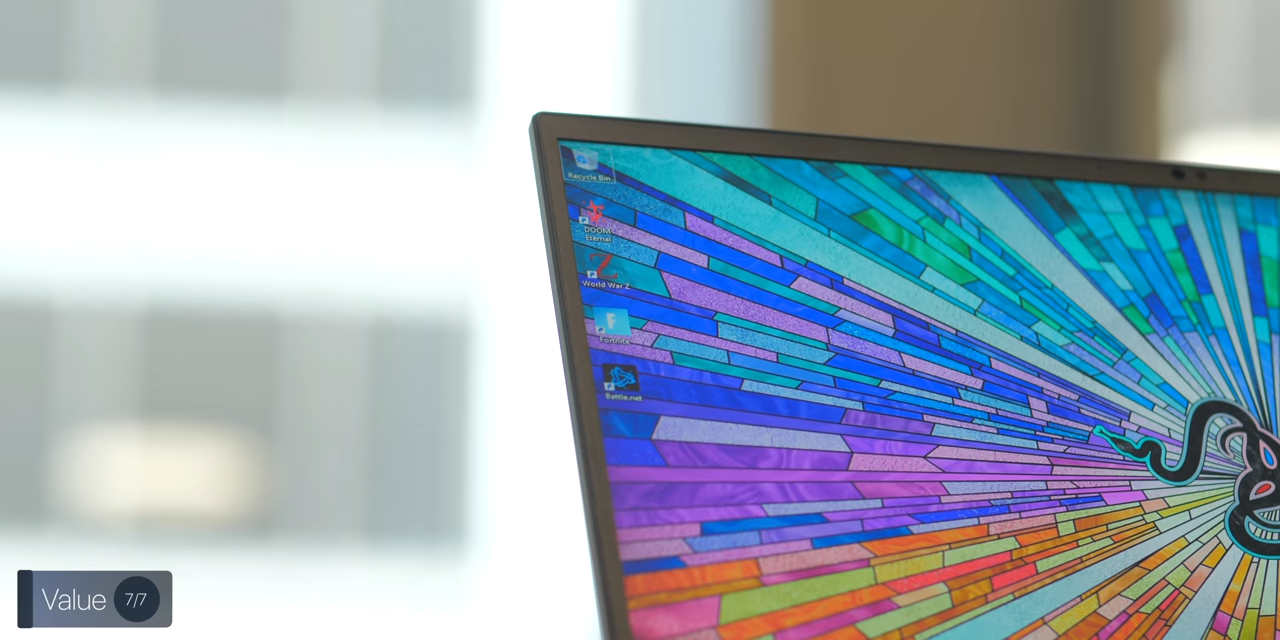 Recycle Bin
DOOM
Eternal
World War Z
Fortnite
Battle.net
Value 7/7